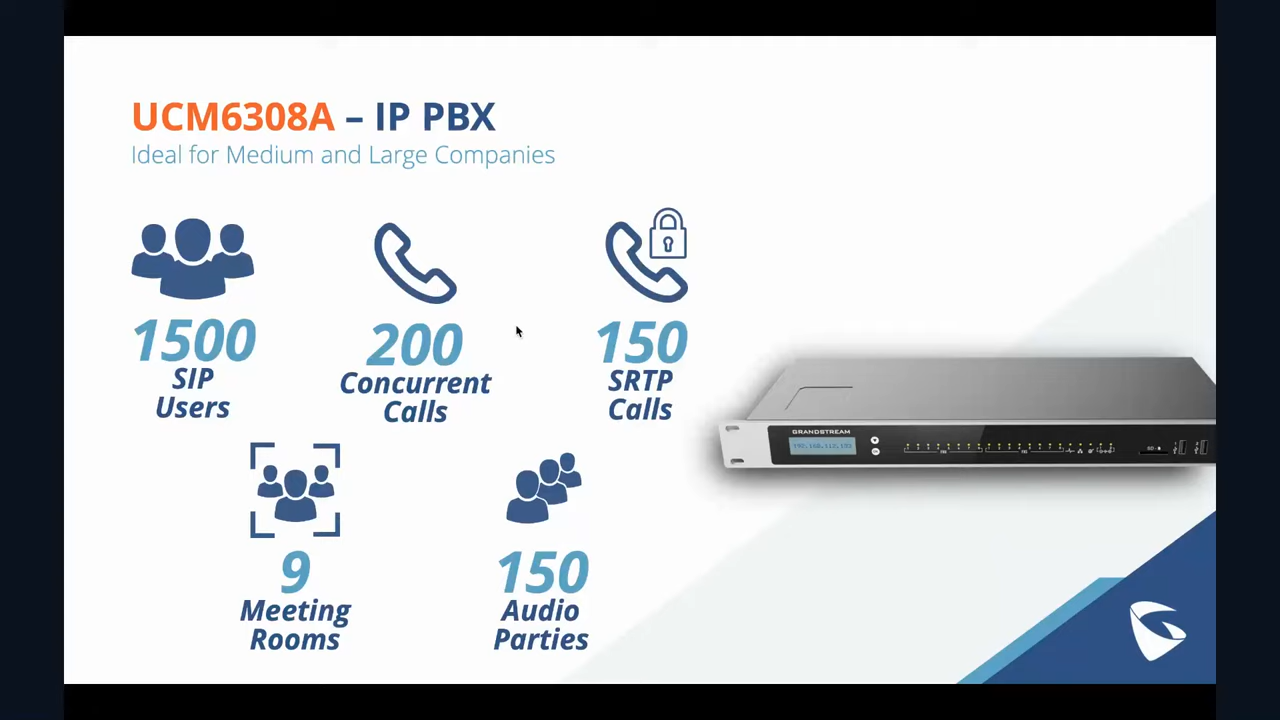 UCM6308A – IP PBX
Ideal for Medium and Large Companies
1500
SIP
Users
200
Concurrent
Calls
150
SRTP
Calls
9
Meeting
Rooms
150
Audio
Parties
GRANDSTREAM